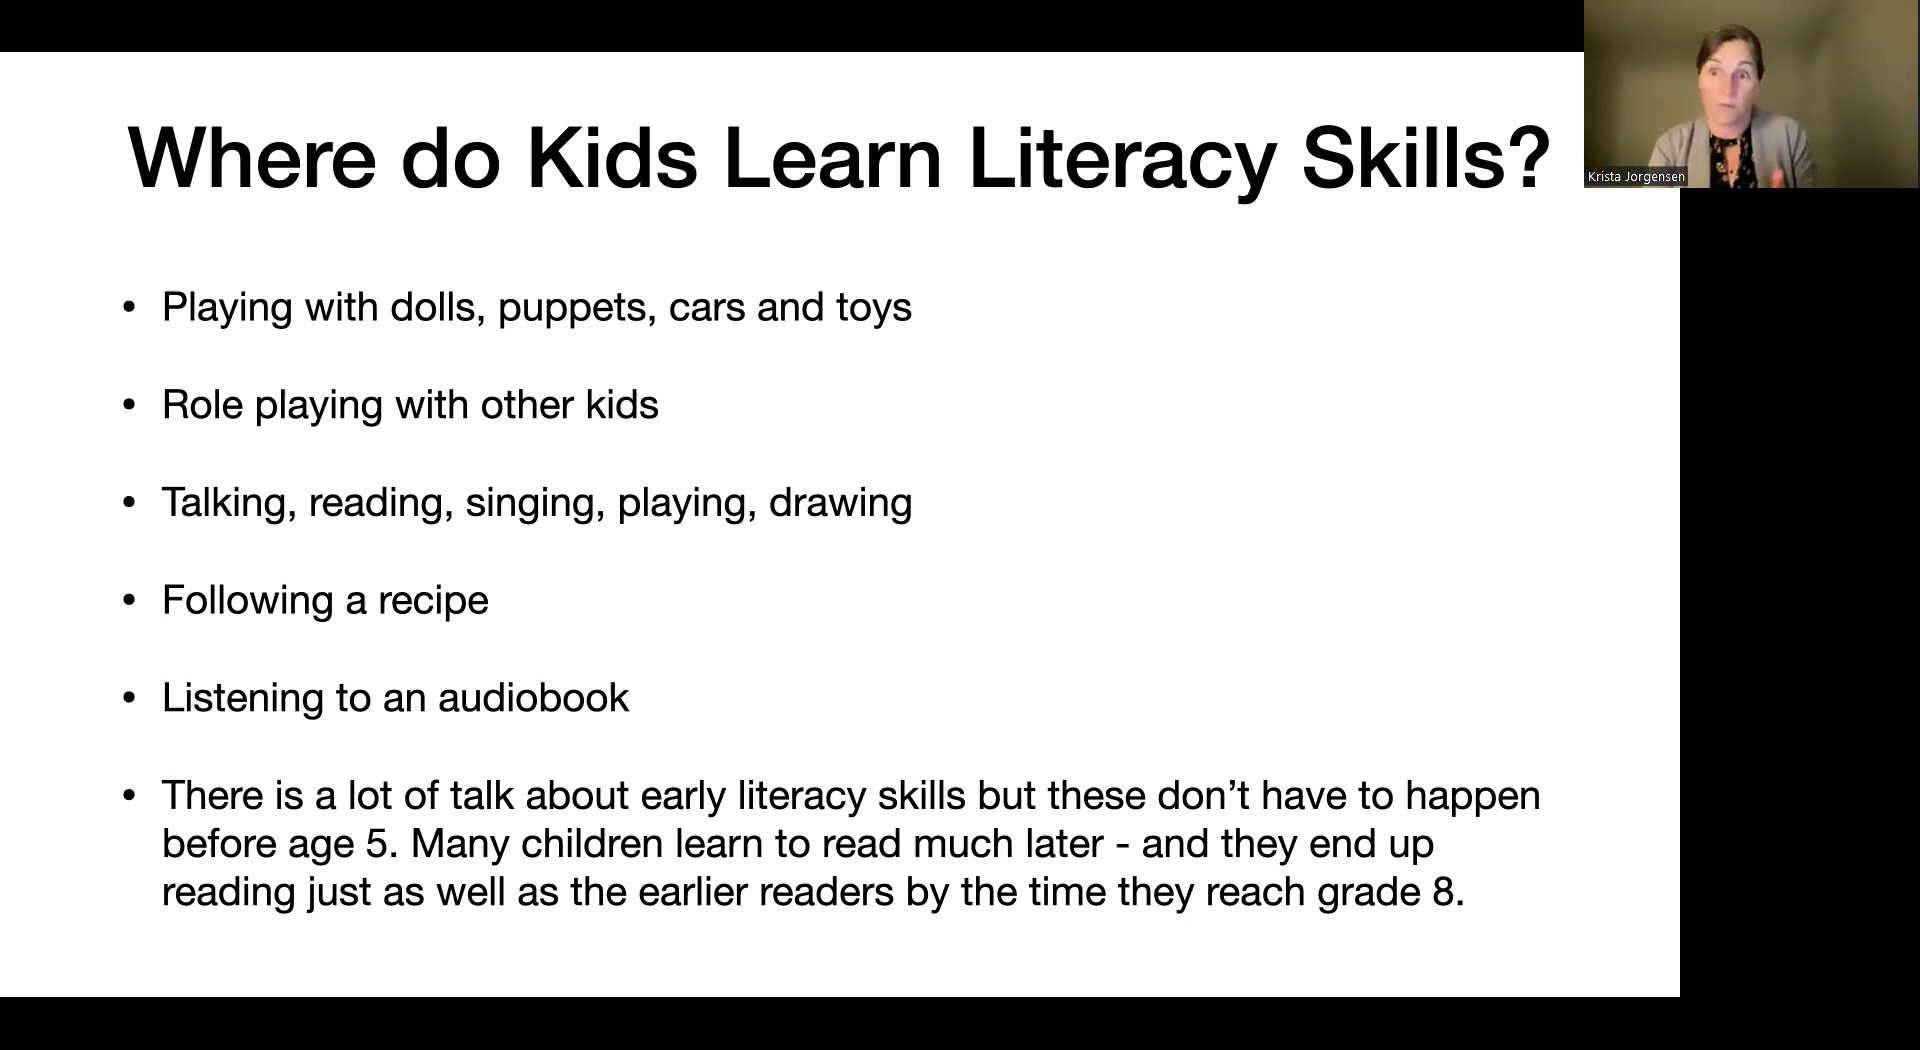 Where do Kids Learn Literacy Skills?
Krista Jorgensen
• Playing with dolls, puppets, cars and toys
• Role playing with other kids
• Talking, reading, singing, playing, drawing
• Following a recipe
• Listening to an audiobook
• There is a lot of talk about early literacy skills but these don’t have to happen
before age 5. Many children learn to read much later - and they end up
reading just as well as the earlier readers by the time they reach grade 8.